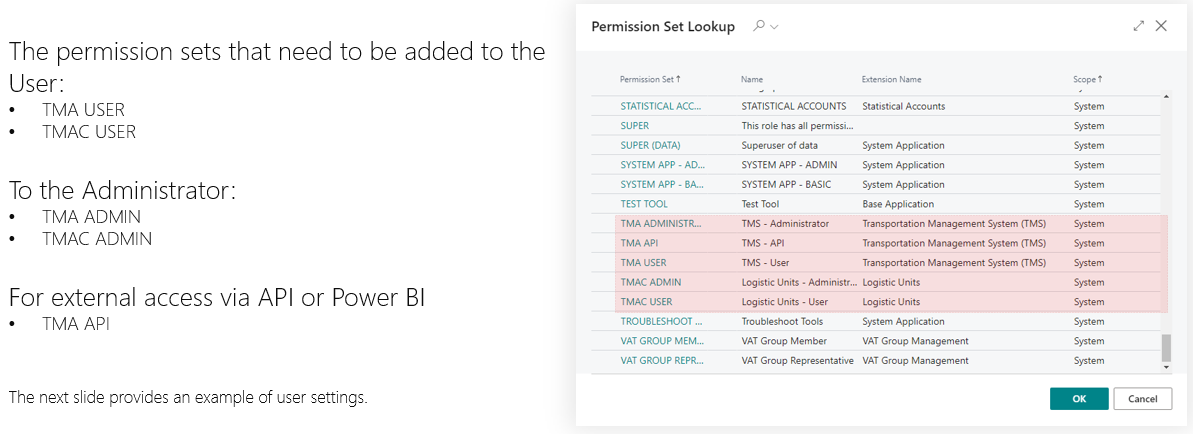 The permission sets that need to be added to the
User:
• TMA USER
• TMAC USER
To the Administrator:
• TMA ADMIN
• TMAC ADMIN
For external access via API or Power BI
• TMA API
The next slide provides an example of user settings.
Permission Set Lookup
Permission Set ↑ Name Extension Name Scope ↑
STATISTICAL ACC... STATISTICAL ACCOUNTS Statistical Accounts System
SUPER This role has all permissi... System
SUPER (DATA) Superuser of data System Application System
SYSTEM APP - AD... SYSTEM APP - ADMIN System Application System
SYSTEM APP - BA... SYSTEM APP - BASIC System Application System
TEST TOOL Test Tool Base Application System
TMA ADMINISTR... TMS - Administrator Transportation Management System (TMS) System
TMA API TMS - API Transportation Management System (TMS) System
TMA USER TMS - User Transportation Management System (TMS) System
TMAC ADMIN Logistic Units - Administr... Logistic Units System
TMAC USER Logistic Units - User Logistic Units System
TROUBLESHOOT ... Troubleshoot Tools System Application System
VAT GROUP MEM... VAT Group Member VAT Group Management System
VAT GROUP REPR... VAT Group Representative VAT Group Management System
OK Cancel